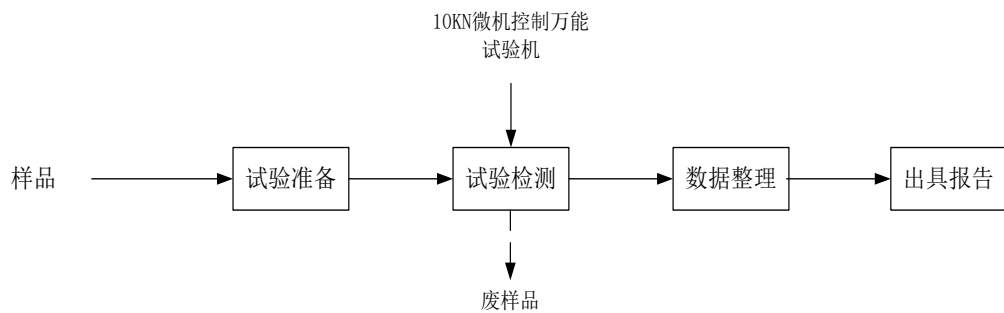 10KN微机控制万能
试验机
样品
试验准备
试验检测
数据整理
出具报告
废样品